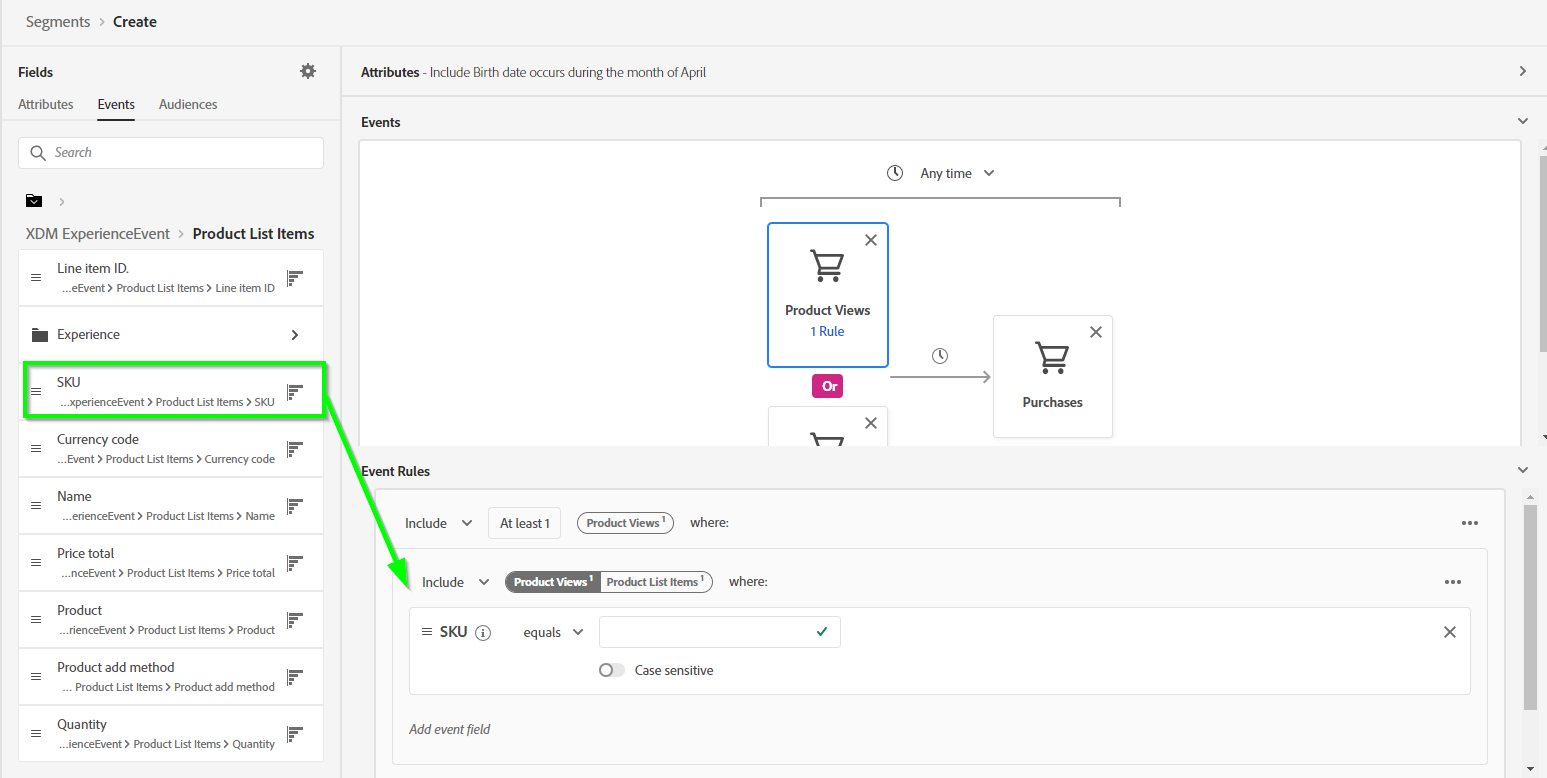 Segments > Create
Fields
Attributes Events Audiences
Search
XDM ExperienceEvent > Product List Items
Line item ID.
...eEvent > Product List Items > Line item ID
Experience
SKU
...xperienceEvent > Product List Items > SKU
Currency code
...Event > Product List Items > Currency code
Name
...erienceEvent > Product List Items > Name
Price total
...nceEvent > Product List Items > Price total
Product
...rienceEvent > Product List Items > Product
Product add method
... Product List Items > Product add method
Quantity
...ienceEvent > Product List Items > Quantity
Attributes - Include Birth date occurs during the month of April
Events
Any time
Product Views
1 Rule
Or
Purchases
Event Rules
Include At least 1 Product Views 1 where:
Include Product Views 1 Product List Items 1 where:
SKU equals
Case sensitive
Add event field